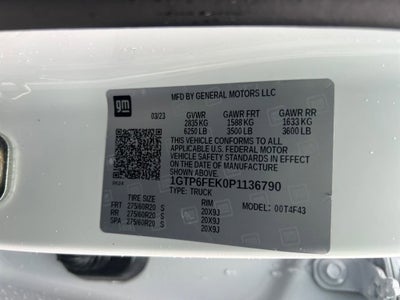 gm
MFD BY GENERAL MOTORS LLC
03/23 GVWR GAWR FRT GAWR RR
2835 KG 1588 KG 1633 KG
6250 LB 3500 LB 3600 LB
THIS VEHICLE CONFORMS TO ALL
APPLICABLE U.S. FEDERAL MOTOR
VEHICLE SAFETY STANDARDS IN EFFECT
ON THE DATE OF MANUFACTURE
SHOWN ABOVE.
1GTP6FEK0P1136790
TYPE: TRUCK MODEL: 00T4F43
TIRE SIZE RIM
FRT 275/60R20 S 20X9J
RR 275/60R20 S 20X9J
SPA 275/60R20 S 20X9J